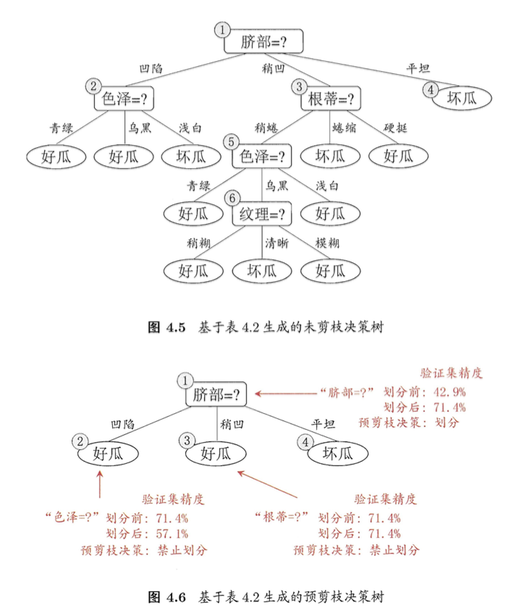 ① 脐部=?
凹陷 稍凹 平坦
② 色泽=? ③ 根蒂=? ④ 坏瓜
青绿 乌黑 浅白 稍蜷 蜷缩 硬挺
好瓜 好瓜 坏瓜 ⑤ 色泽=? 坏瓜 好瓜
青绿 乌黑 浅白
好瓜 ⑥ 纹理=? 好瓜
稍糊 清晰 模糊
好瓜 坏瓜 好瓜
图 4.5 基于表 4.2 生成的未剪枝决策树
验证集精度
① 脐部=? “脐部=?” 划分前: 42.9%
划分后: 71.4%
预剪枝决策: 划分
凹陷 稍凹 平坦
② 好瓜 ③ 好瓜 ④ 坏瓜
验证集精度 验证集精度
“色泽=?” 划分前: 71.4% “根蒂=?” 划分前: 71.4%
划分后: 57.1% 划分后: 71.4%
预剪枝决策: 禁止划分 预剪枝决策: 禁止划分
图 4.6 基于表 4.2 生成的预剪枝决策树